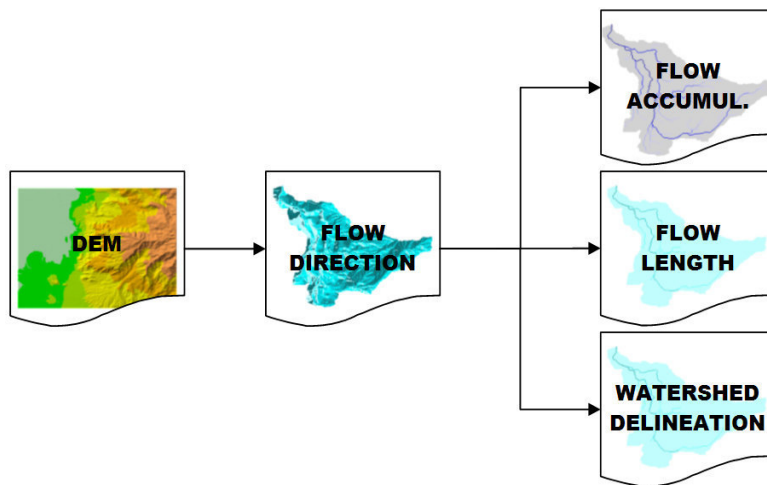 DEM
FLOW
DIRECTION
FLOW
ACCUMUL.
FLOW
LENGTH
WATERSHED
DELINEATION